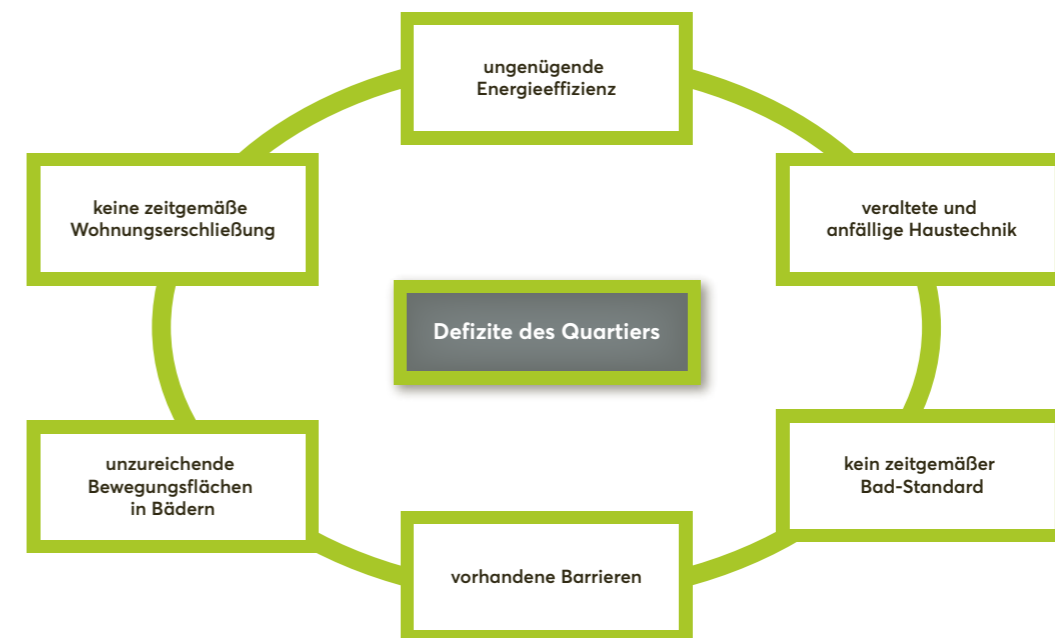 ungenügende
Energieeffizienz
keine zeitgemäße
Wohnungserschließung
veraltete und
anfällige Haustechnik
Defizite des Quartiers
unzureichende
Bewegungsflächen
in Bädern
kein zeitgemäßer
Bad-Standard
vorhandene Barrieren